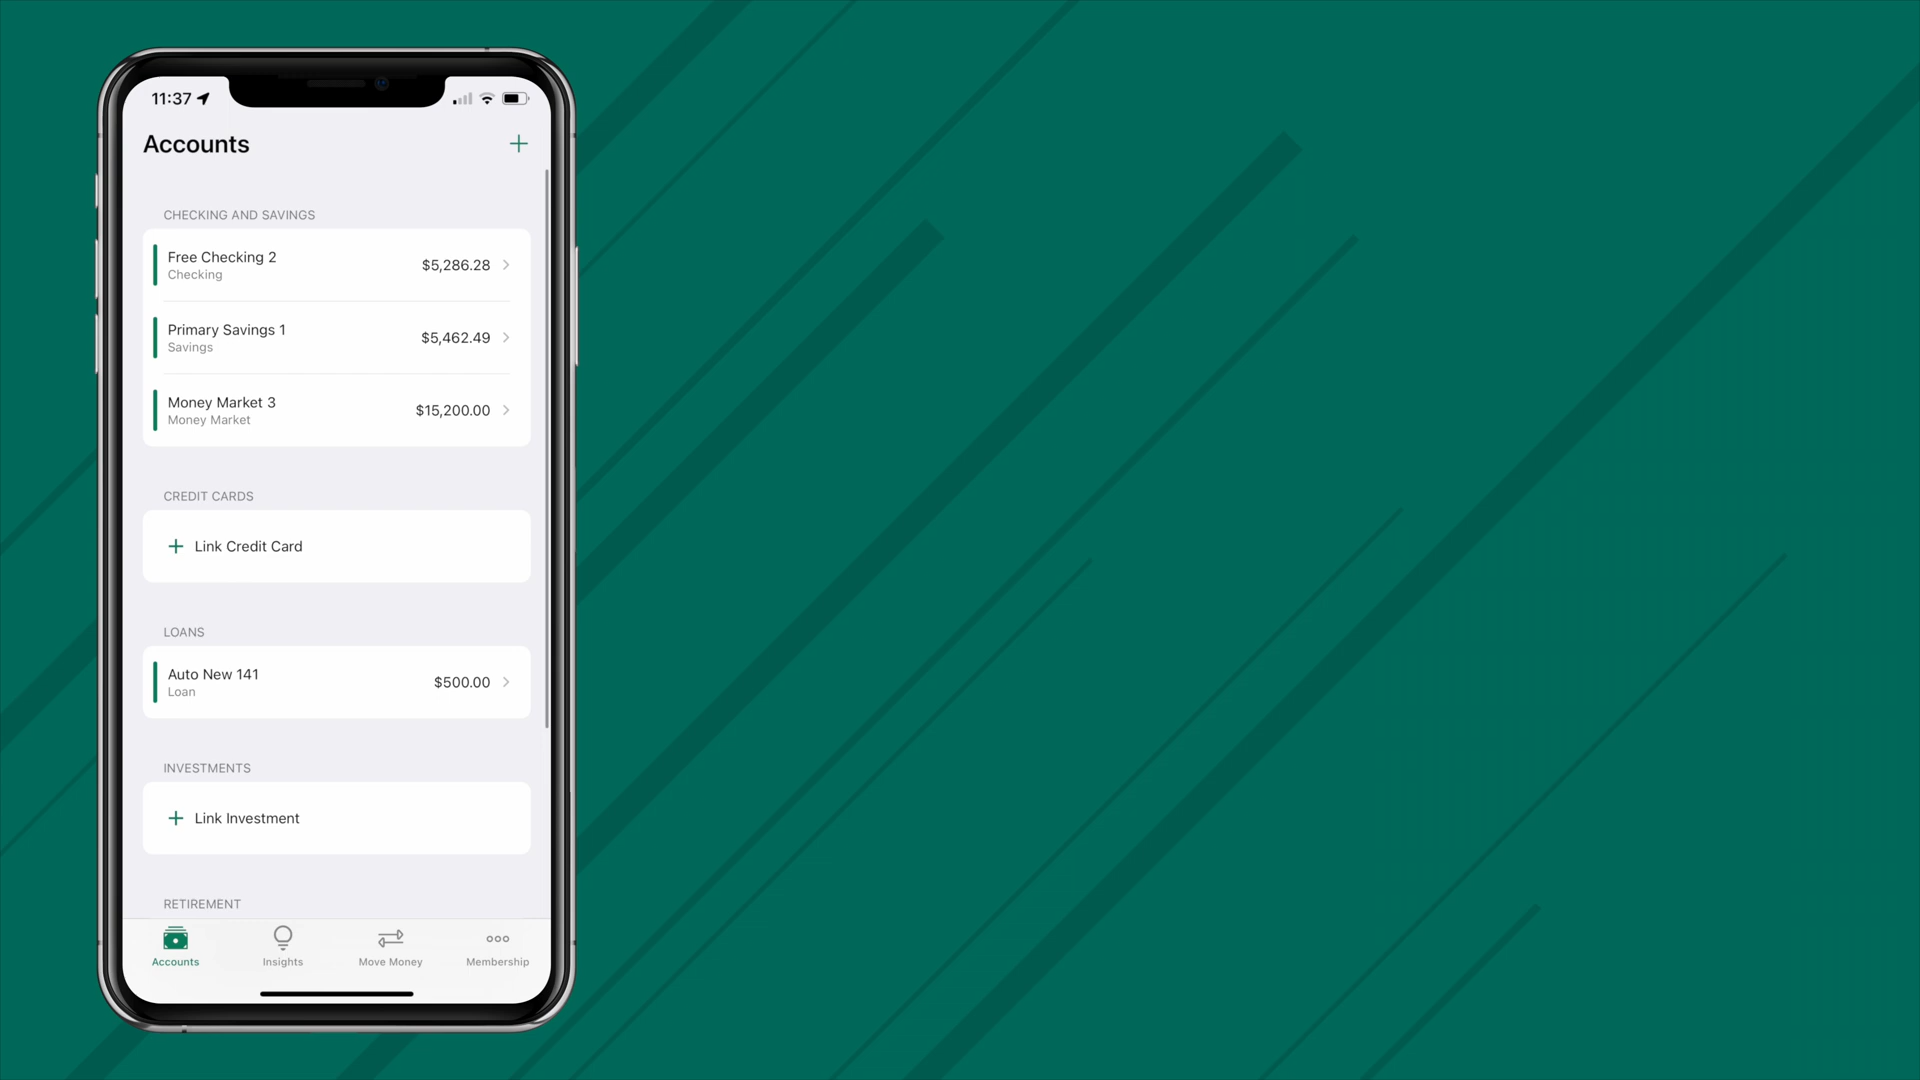 11:37
Accounts
CHECKING AND SAVINGS
Free Checking 2
Checking
$5,286.28
Primary Savings 1
Savings
$5,462.49
Money Market 3
Money Market
$15,200.00
CREDIT CARDS
Link Credit Card
LOANS
Auto New 141
Loan
$500.00
INVESTMENTS
Link Investment
RETIREMENT
Accounts
Insights
Move Money
Membership